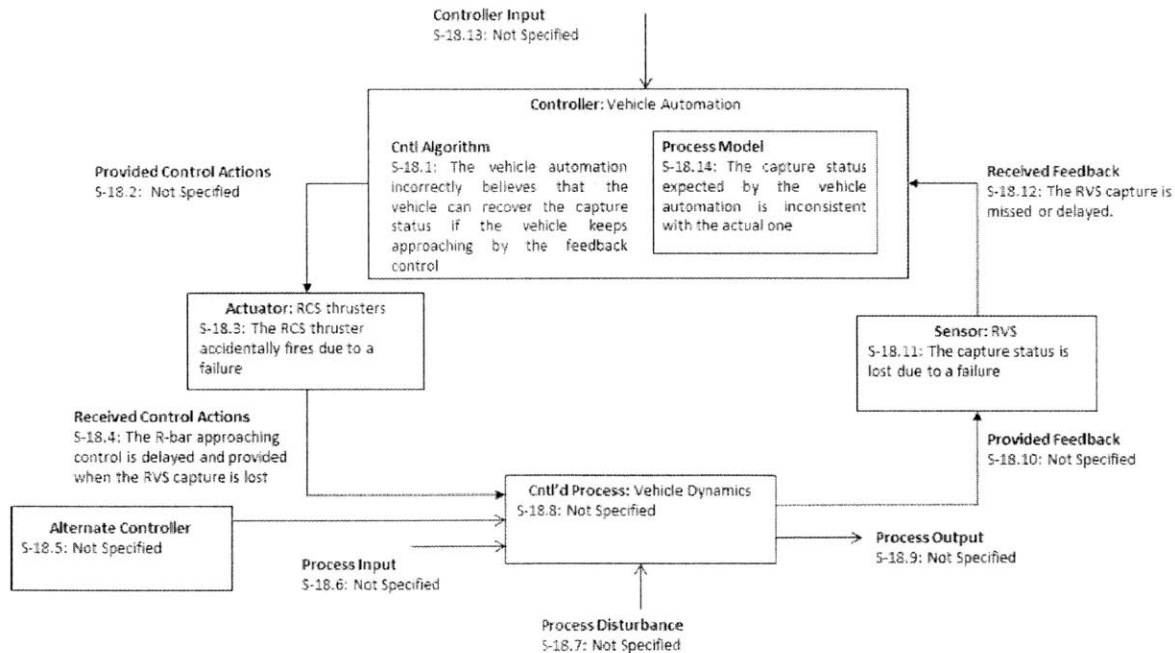 Controller Input
S-18.13: Not Specified
Controller: Vehicle Automation
Cntl Algorithm
S-18.1: The vehicle automation
incorrectly believes that the
vehicle can recover the capture
status if the vehicle keeps
approaching by the feedback
control
Process Model
S-18.14: The capture status
expected by the vehicle
automation is inconsistent
with the actual one
Provided Control Actions
S-18.2: Not Specified
Received Feedback
S-18.12: The RVS capture is
missed or delayed.
Actuator: RCS thrusters
S-18.3: The RCS thruster
accidentally fires due to a
failure
Sensor: RVS
S-18.11: The capture status is
lost due to a failure
Received Control Actions
S-18.4: The R-bar approaching
control is delayed and provided
when the RVS capture is lost
Provided Feedback
S-18.10: Not Specified
Cntl'd Process: Vehicle Dynamics
S-18.8: Not Specified
Alternate Controller
S-18.5: Not Specified
Process Input
S-18.6: Not Specified
Process Output
S-18.9: Not Specified
Process Disturbance
S-18.7: Not Specified